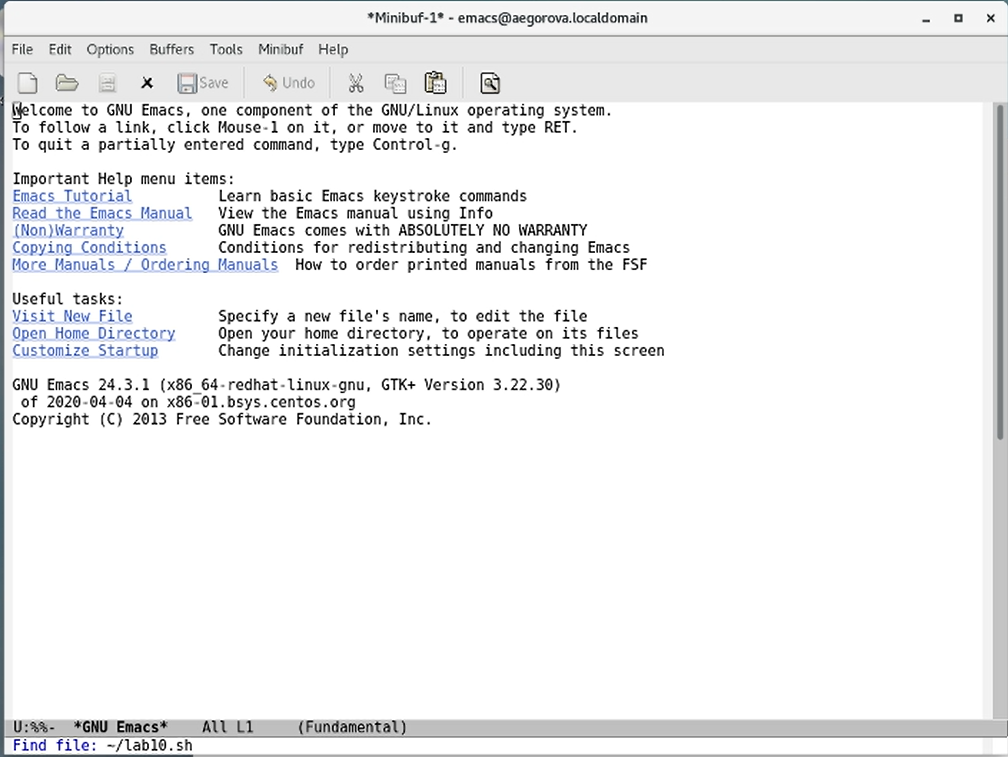 *Minibuf-1* - emacs@aegorova.localdomain
File Edit Options Buffers Tools Minibuf Help
Save Undo
Welcome to GNU Emacs, one component of the GNU/Linux operating system.
To follow a link, click Mouse-1 on it, or move to it and type RET.
To quit a partially entered command, type Control-g.
Important Help menu items:
Emacs Tutorial Learn basic Emacs keystroke commands
Read the Emacs Manual View the Emacs manual using Info
(Non)Warranty GNU Emacs comes with ABSOLUTELY NO WARRANTY
Copying Conditions Conditions for redistributing and changing Emacs
More Manuals / Ordering Manuals How to order printed manuals from the FSF
Useful tasks:
Visit New File Specify a new file's name, to edit the file
Open Home Directory Open your home directory, to operate on its files
Customize Startup Change initialization settings including this screen
GNU Emacs 24.3.1 (x86_64-redhat-linux-gnu, GTK+ Version 3.22.30)
of 2020-04-04 on x86-01.bsys.centos.org
Copyright (C) 2013 Free Software Foundation, Inc.
U:%%- *GNU Emacs* All L1 (Fundamental)
Find file: ~/lab10.sh